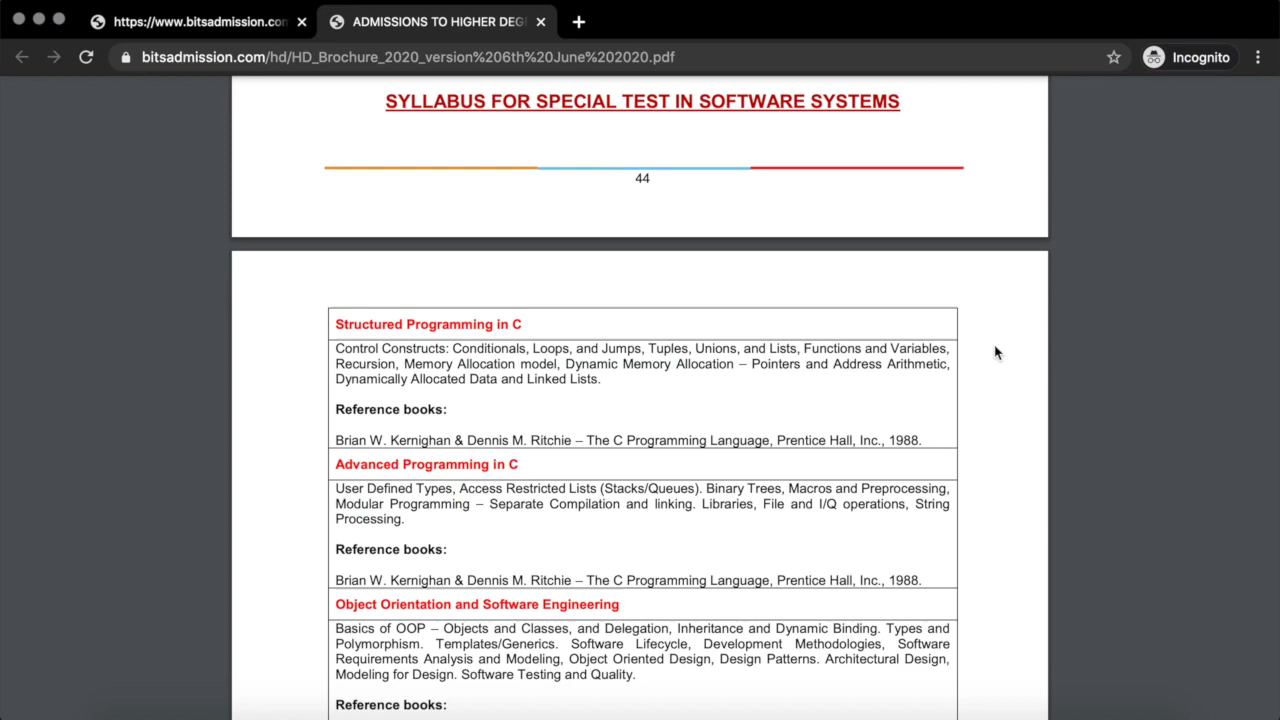 https://www.bitsadmission.con
ADMISSIONS TO HIGHER DEG
bitsadmission.com/hd/HD_Brochure_2020_version%206th%20June%202020.pdf
Incognito
SYLLABUS FOR SPECIAL TEST IN SOFTWARE SYSTEMS
44
Structured Programming in C
Control Constructs: Conditionals, Loops, and Jumps, Tuples, Unions, and Lists, Functions and Variables,
Recursion, Memory Allocation model, Dynamic Memory Allocation – Pointers and Address Arithmetic,
Dynamically Allocated Data and Linked Lists.
Reference books:
Brian W. Kernighan & Dennis M. Ritchie – The C Programming Language, Prentice Hall, Inc., 1988.
Advanced Programming in C
User Defined Types, Access Restricted Lists (Stacks/Queues). Binary Trees, Macros and Preprocessing,
Modular Programming – Separate Compilation and linking. Libraries, File and I/Q operations, String
Processing.
Reference books:
Brian W. Kernighan & Dennis M. Ritchie – The C Programming Language, Prentice Hall, Inc., 1988.
Object Orientation and Software Engineering
Basics of OOP – Objects and Classes, and Delegation, Inheritance and Dynamic Binding. Types and
Polymorphism. Templates/Generics. Software Lifecycle, Development Methodologies, Software
Requirements Analysis and Modeling, Object Oriented Design, Design Patterns. Architectural Design,
Modeling for Design. Software Testing and Quality.
Reference books: